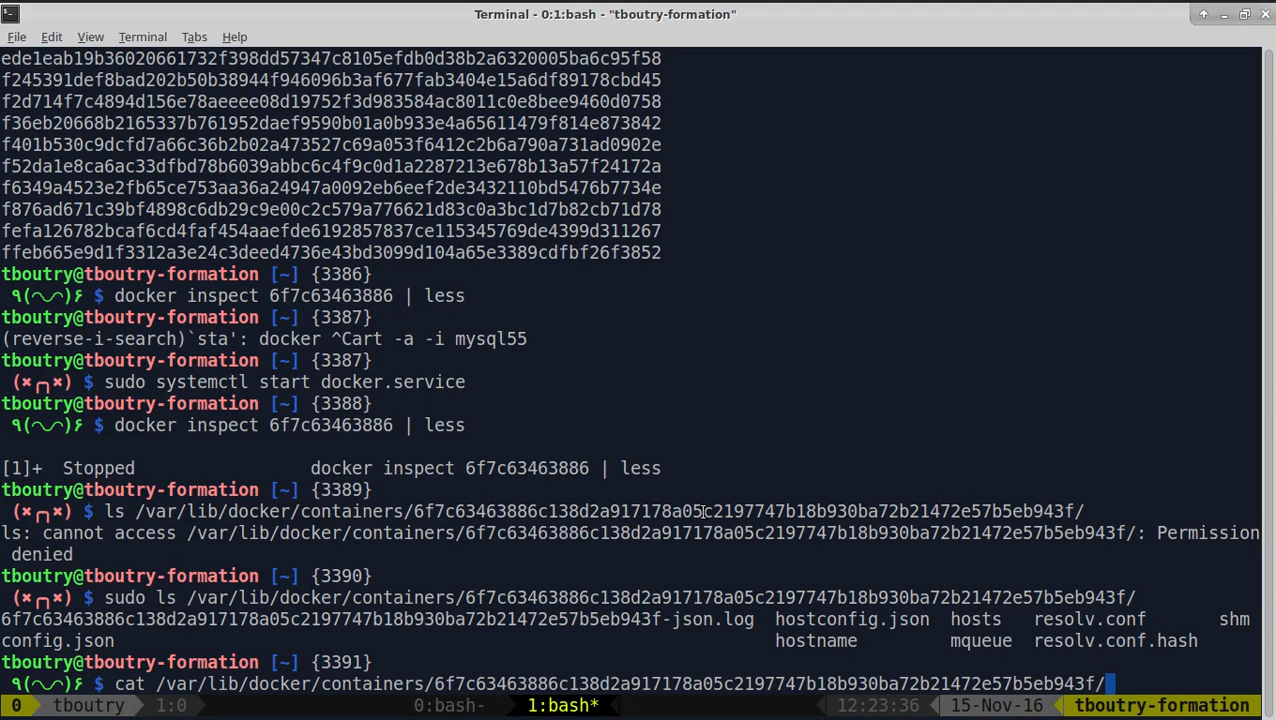 Terminal - 0:1:bash - "tboutry-formation"
File Edit View Terminal Tabs Help
ede1eab19b36020661732f398dd57347c8105efdb0d38b2a6320005ba6c95f58
f245391def8bad202b50b38944f946096b3af677fab3404e15a6df89178cbd45
f2d714f7c4894d156e78aeeee08d19752f3d983584ac8011c0e8bee9460d0758
f36eb20668b2165337b761952daef9590b01a0b933e4a65611479f814e873842
f401b530c9dcfd7a66c36b2b02a473527c69a053f6412c2b6a790a731ad0902e
f52da1e8ca6ac33dfbd78b6039abbc6c4f9c0d1a2287213e678b13a57f24172a
f6349a4523e2fb65ce753aa36a24947a0092eb6eef2de3432110bd5476b7734e
f876ad671c39bf4898c6db29c9e00c2c579a776621d83c0a3bc1d7b82cb71d78
fefa126782bcaf6cd4faf454aaefde6192857837ce115345769de4399d311267
ffeb665e9d1f3312a3e24c3deed4736e43bd3099d104a65e3389cdfbf26f3852
tboutry@tboutry-formation [~] {3386}
٩(◠◡◠)۶ $ docker inspect 6f7c63463886 | less
tboutry@tboutry-formation [~] {3387}
(reverse-i-search)`sta': docker ^Cart -a -i mysql55
tboutry@tboutry-formation [~] {3387}
(✖╭╮✖) $ sudo systemctl start docker.service
tboutry@tboutry-formation [~] {3388}
٩(◠◡◠)۶ $ docker inspect 6f7c63463886 | less
[1]+ Stopped docker inspect 6f7c63463886 | less
tboutry@tboutry-formation [~] {3389}
(✖╭╮✖) $ ls /var/lib/docker/containers/6f7c63463886c138d2a917178a05c2197747b18b930ba72b21472e57b5eb943f/
ls: cannot access /var/lib/docker/containers/6f7c63463886c138d2a917178a05c2197747b18b930ba72b21472e57b5eb943f/: Permission
denied
tboutry@tboutry-formation [~] {3390}
(✖╭╮✖) $ sudo ls /var/lib/docker/containers/6f7c63463886c138d2a917178a05c2197747b18b930ba72b21472e57b5eb943f/
6f7c63463886c138d2a917178a05c2197747b18b930ba72b21472e57b5eb943f-json.log hostconfig.json hosts resolv.conf shm
config.json hostname mqueue resolv.conf.hash
tboutry@tboutry-formation [~] {3391}
٩(◠◡◠)۶ $ cat /var/lib/docker/containers/6f7c63463886c138d2a917178a05c2197747b18b930ba72b21472e57b5eb943f/
0 tboutry 1:0 0:bash- 1:bash* 12:23:36 15-Nov-16 tboutry-formation